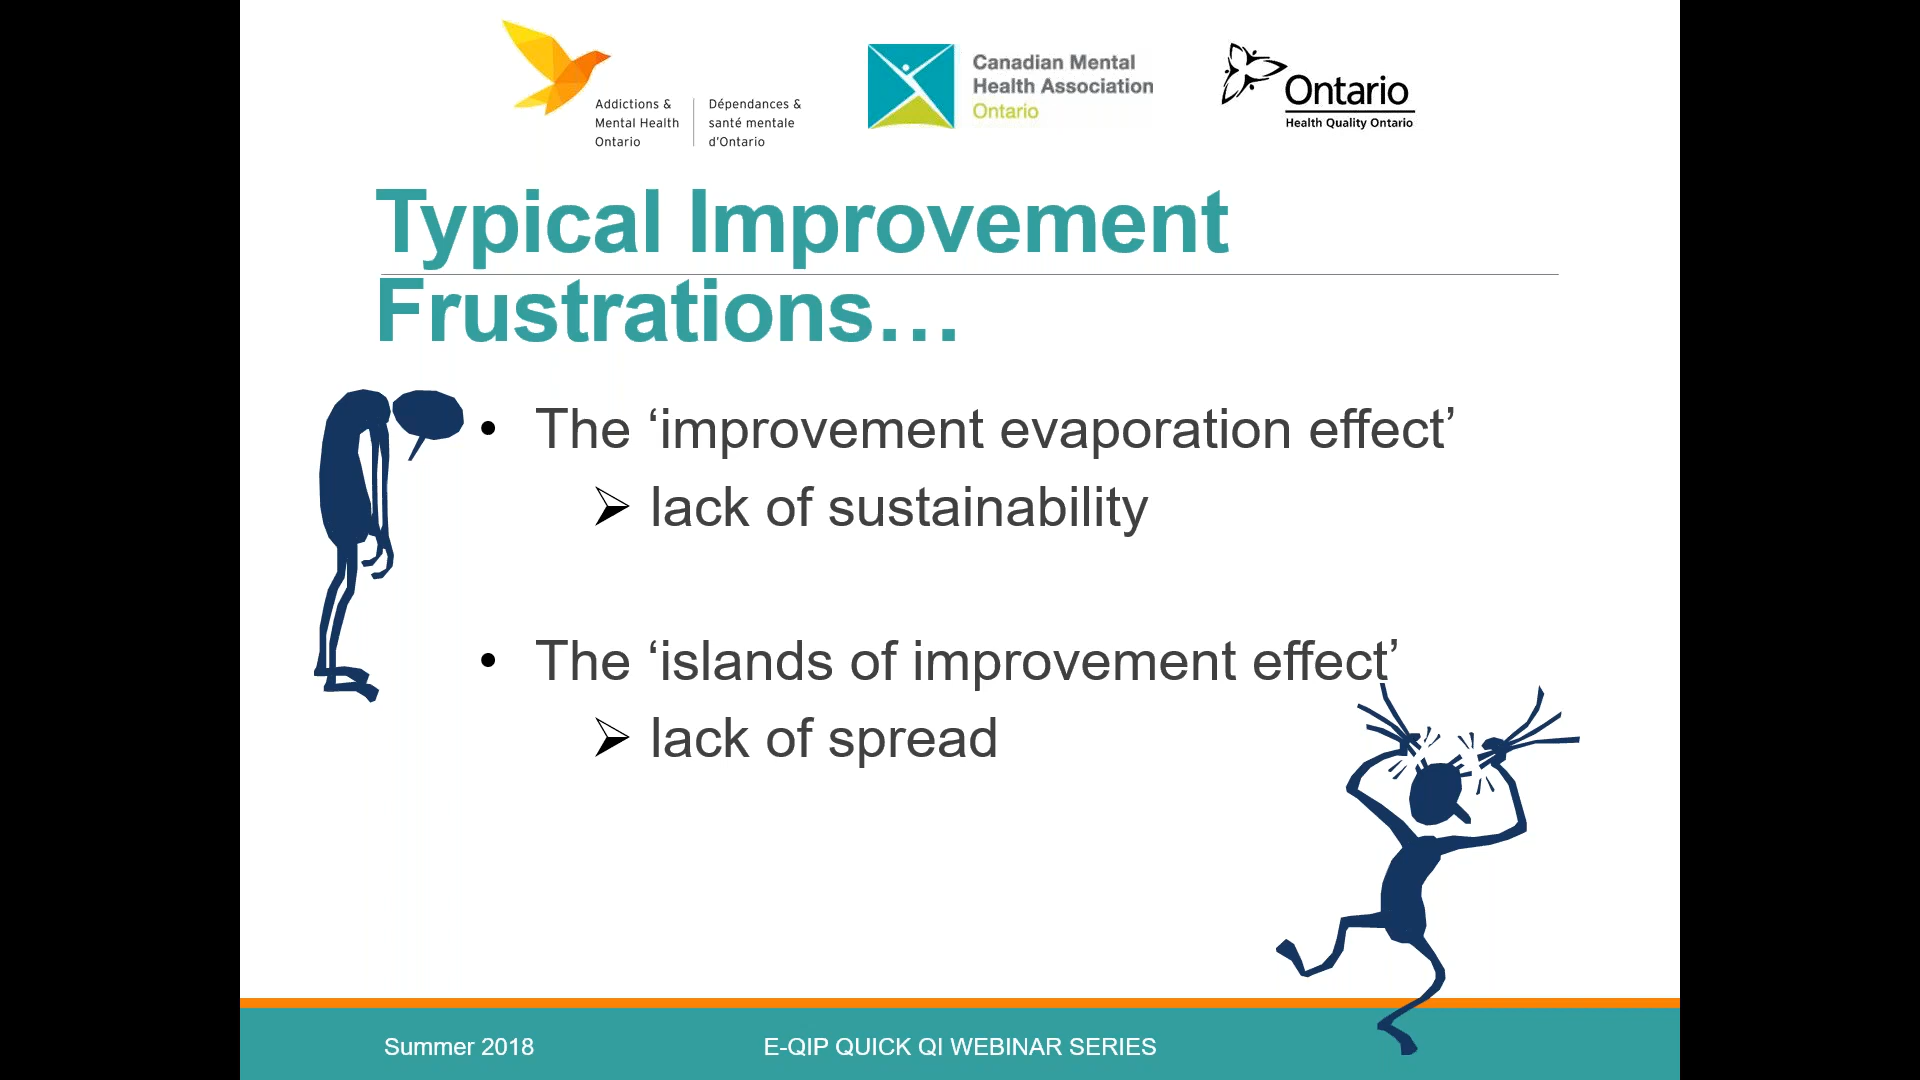 Addictions &
Mental Health
Ontario
Dépendances &
santé mentale
d'Ontario
Canadian Mental
Health Association
Ontario
Ontario
Health Quality Ontario
Typical Improvement
Frustrations…
• The ‘improvement evaporation effect’
➢ lack of sustainability
• The ‘islands of improvement effect’
➢ lack of spread
Summer 2018
E-QIP QUICK QI WEBINAR SERIES